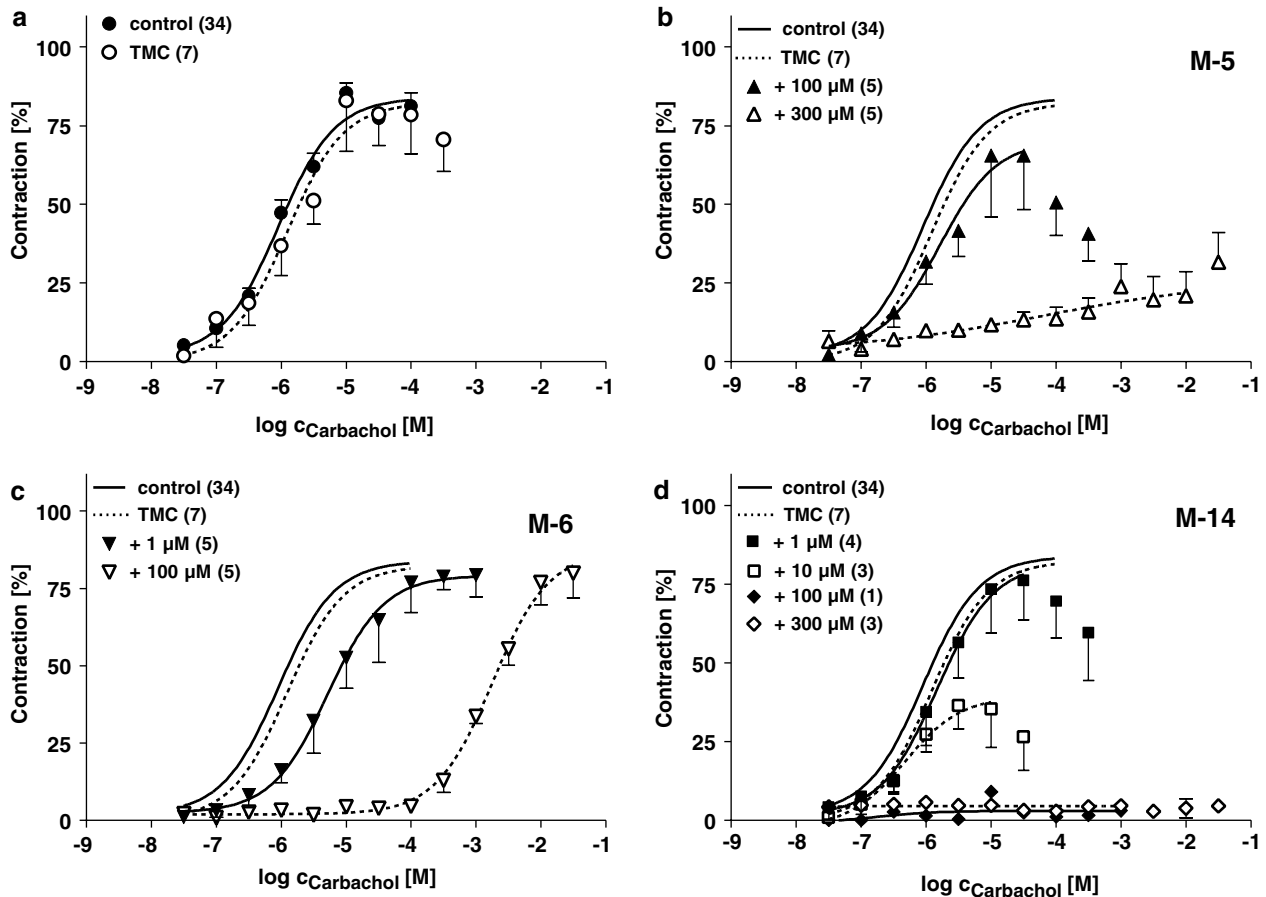 a
control (34)
TMC (7)
100
75
50
25
0
Contraction [%]
-9 -8 -7 -6 -5 -4 -3 -2 -1
log cCarbachol [M]
b
control (34)
TMC (7)
+ 100 µM (5)
+ 300 µM (5)
M-5
100
75
50
25
0
Contraction [%]
-9 -8 -7 -6 -5 -4 -3 -2 -1
log cCarbachol [M]
c
control (34)
TMC (7)
+ 1 µM (5)
+ 100 µM (5)
M-6
100
75
50
25
0
Contraction [%]
-9 -8 -7 -6 -5 -4 -3 -2 -1
log cCarbachol [M]
d
control (34)
TMC (7)
+ 1 µM (4)
+ 10 µM (3)
+ 100 µM (1)
+ 300 µM (3)
M-14
100
75
50
25
0
Contraction [%]
-9 -8 -7 -6 -5 -4 -3 -2 -1
log cCarbachol [M]